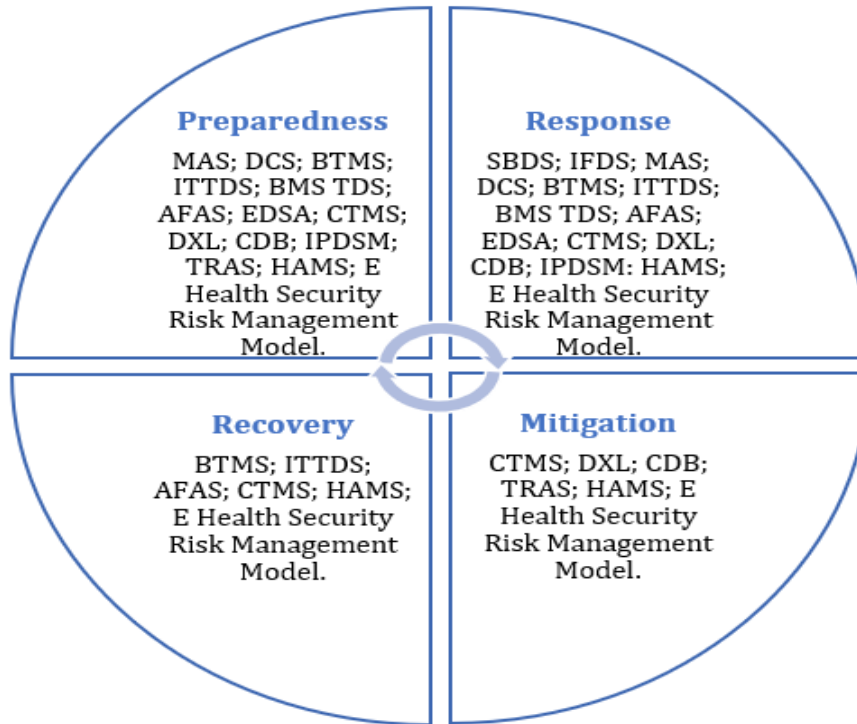 Preparedness
MAS; DCS; BTMS;
ITTDS; BMS TDS;
AFAS; EDSA; CTMS;
DXL; CDB; IPDSM;
TRAS; HAMS; E
Health Security
Risk Management
Model.
Response
SBDS; IFDS; MAS;
DCS; BTMS; ITTDS;
BMS TDS; AFAS;
EDSA; CTMS; DXL;
CDB; IPDSM: HAMS;
E Health Security
Risk Management
Model.
Recovery
BTMS; ITTDS;
AFAS; CTMS; HAMS;
E Health Security
Risk Management
Model.
Mitigation
CTMS; DXL; CDB;
TRAS; HAMS; E
Health Security
Risk Management
Model.